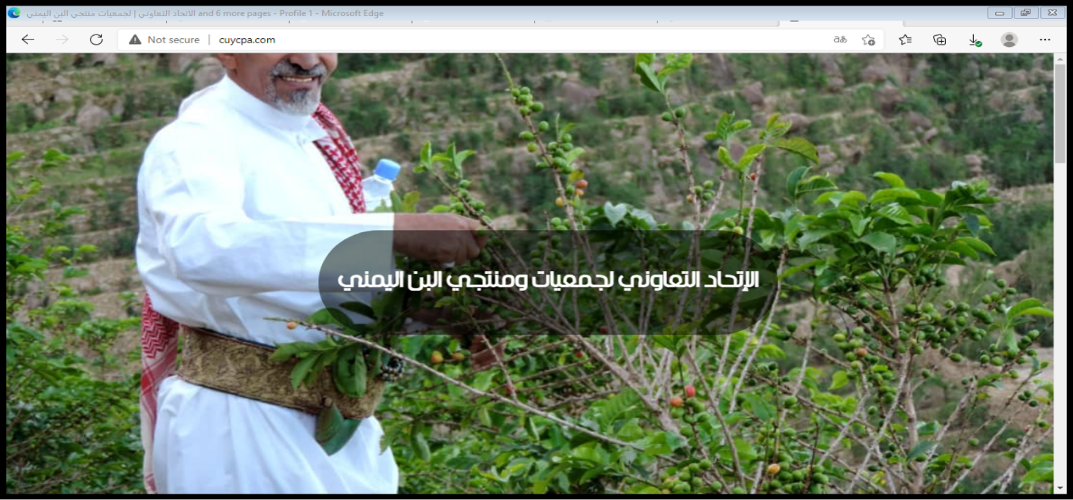 الاتحاد التعاوني | لجمعيات منتجي البن اليمني and 6 more pages - Profile 1 - Microsoft Edge
Not secure | cuycpa.com
الإتحاد التعاوني لجمعيات ومنتجي البن اليمني